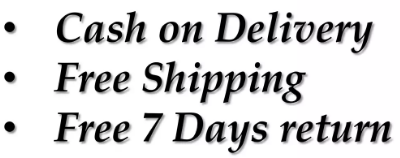 • Cash on Delivery
• Free Shipping
• Free 7 Days return